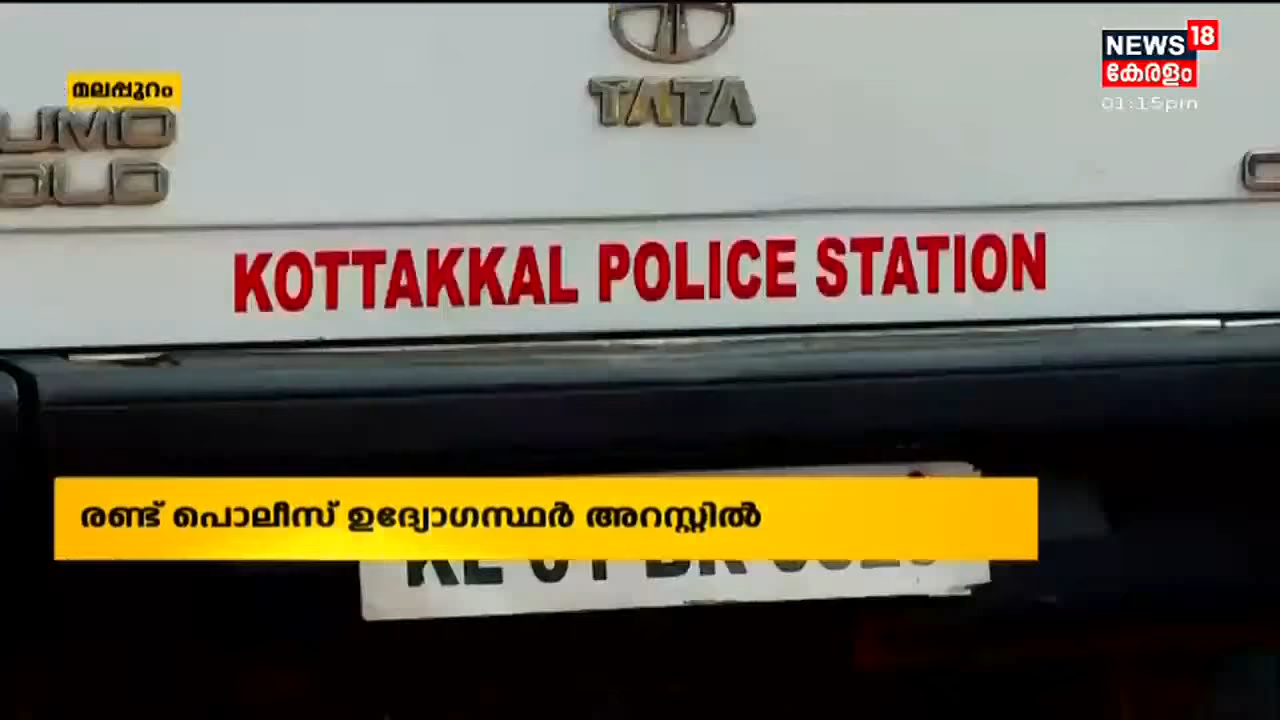 NEWS 18
കേരളം
01:15pm
മലപ്പുറം
TATA
KOTTAKKAL POLICE STATION
രണ്ട് പൊലീസ് ഉദ്യോഗസ്ഥർ അറസ്റ്റിൽ